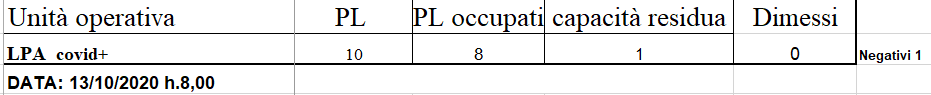 Unità operativa PL PL occupati capacità residua Dimessi
LPA covid+ 10 8 1 0 Negativi 1
DATA: 13/10/2020 h.8,00